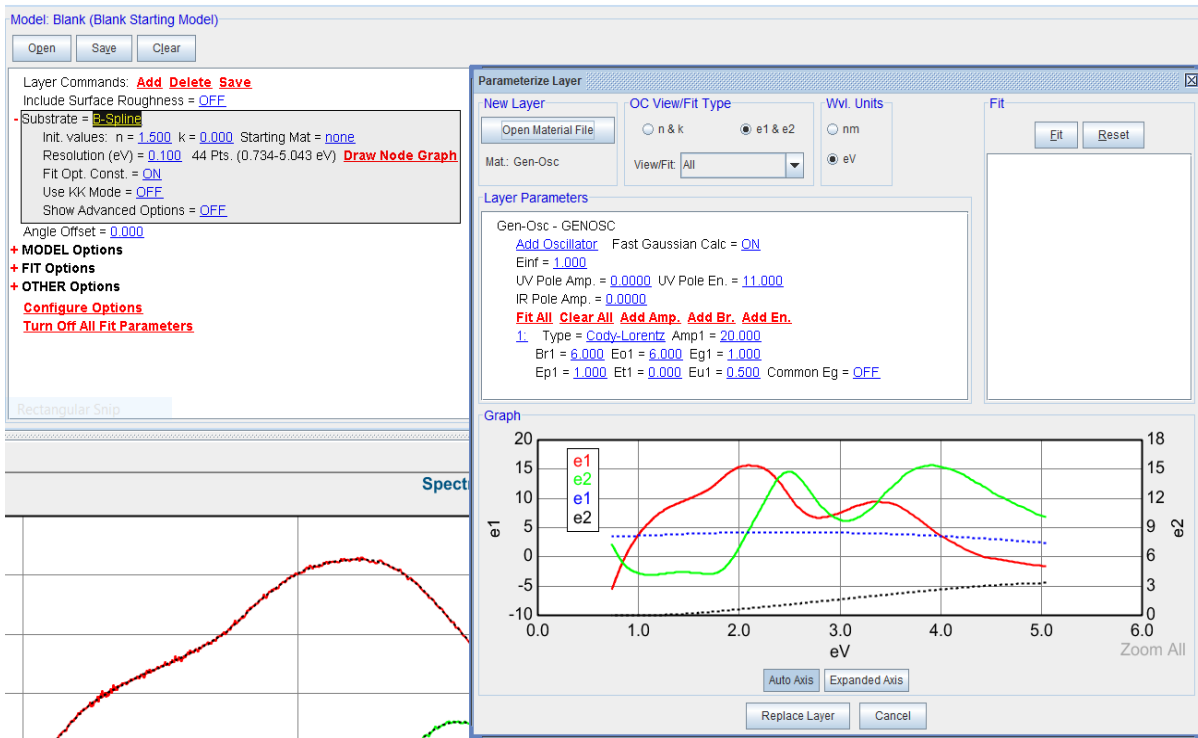 Model: Blank (Blank Starting Model)
Open Save Clear
Layer Commands: Add Delete Save
Include Surface Roughness = OFF
-Substrate = B-Spline
Init. values: n = 1.500 k = 0.000 Starting Mat = none
Resolution (eV) = 0.100 44 Pts. (0.734-5.043 eV) Draw Node Graph
Fit Opt. Const. = ON
Use KK Mode = OFF
Show Advanced Options = OFF
Angle Offset = 0.000
+ MODEL Options
+ FIT Options
+ OTHER Options
Configure Options
Turn Off All Fit Parameters
Rectangular Snip
Parameterize Layer
New Layer
Open Material File
Mat.: Gen-Osc
OC View/Fit Type
n & k e1 & e2
View/Fit: All
Wvl. Units
nm
eV
Fit
Fit Reset
Layer Parameters
Gen-Osc - GENOSC
Add Oscillator Fast Gaussian Calc = ON
Einf = 1.000
UV Pole Amp. = 0.0000 UV Pole En. = 11.000
IR Pole Amp. = 0.0000
Fit All Clear All Add Amp. Add Br. Add En.
1: Type = Cody-Lorentz Amp1 = 20.000
Br1 = 6.000 Eo1 = 6.000 Eg1 = 1.000
Ep1 = 1.000 Et1 = 0.000 Eu1 = 0.500 Common Eg = OFF
Graph
e1
e2
e1
e2
20
15
10
5
0
-5
-10
e1
18
15
12
9
6
3
0
e2
0.0 1.0 2.0 3.0 4.0 5.0 6.0
eV
Zoom All
Auto Axis Expanded Axis
Replace Layer Cancel